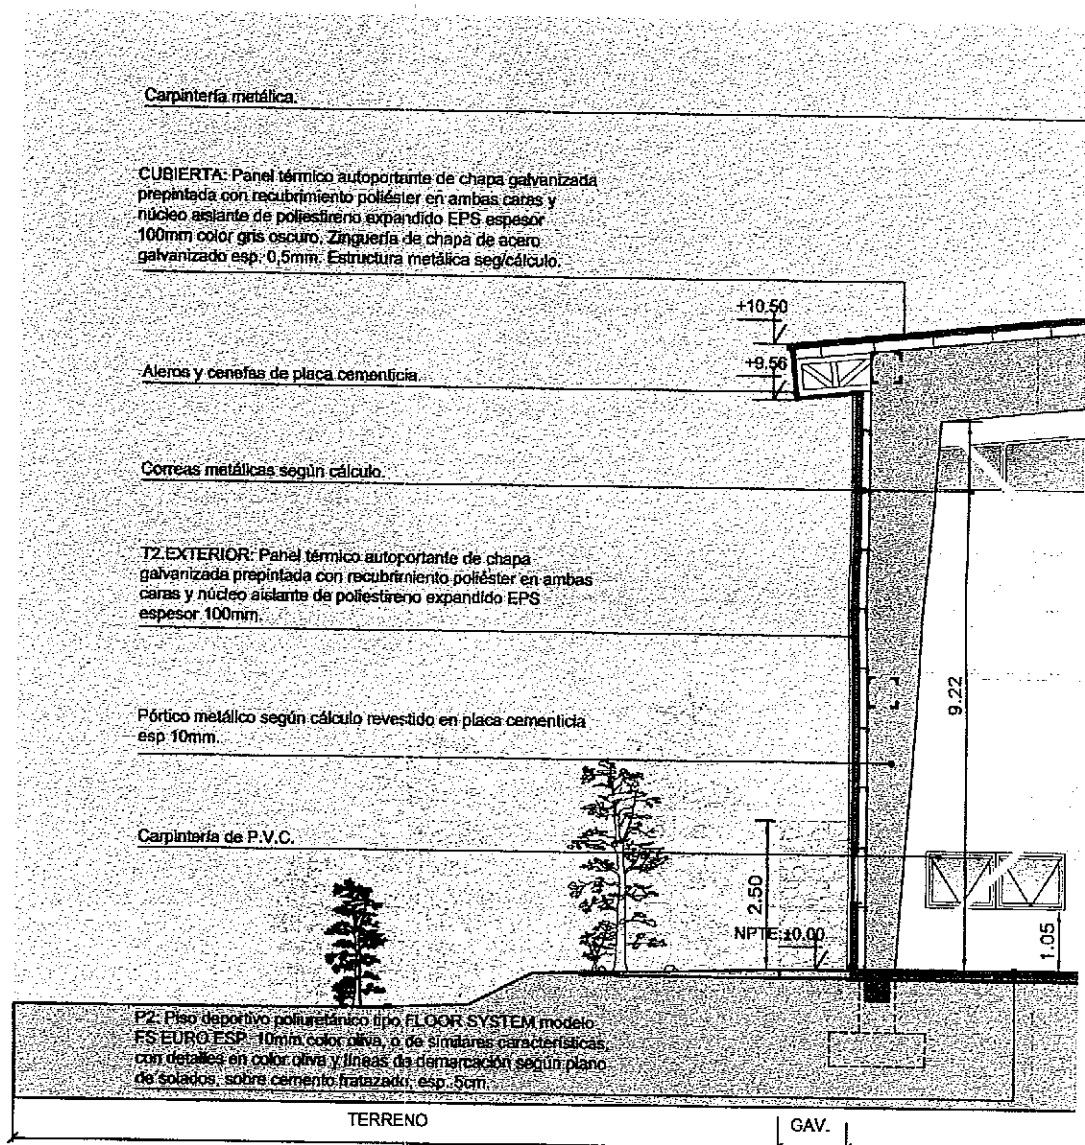 Carpintería metálica.
CUBIERTA: Panel térmico autoportante de chapa galvanizada
prepintada con recubrimiento poliéster en ambas caras y
núcleo aislante de poliestireno expandido EPS espesor
100mm color gris oscuro. Zinguería de chapa de acero
galvanizado esp. 0,5mm. Estructura metálica seg/cálculo.
+10.50
+9.56
Aleros y cenefas de placa cementicia.
Correas metálicas según cálculo.
T2.EXTERIOR: Panel térmico autoportante de chapa
galvanizada prepintada con recubrimiento poliéster en ambas
caras y núcleo aislante de poliestireno expandido EPS
espesor 100mm.
9.22
Pórtico metálico según cálculo revestido en placa cementicia
esp 10mm.
Carpintería de P.V.C.
2.50
NPTE:±0.00
1.05
P2: Piso deportivo poliuretánico tipo FLOOR SYSTEM modelo
FS EURO ESP. 10mm color oliva, o de similares características,
con detalles en color oliva y líneas da demarcación según plano
de solados, sobre cemento fratazado, esp. 5cm
TERRENO
GAV.